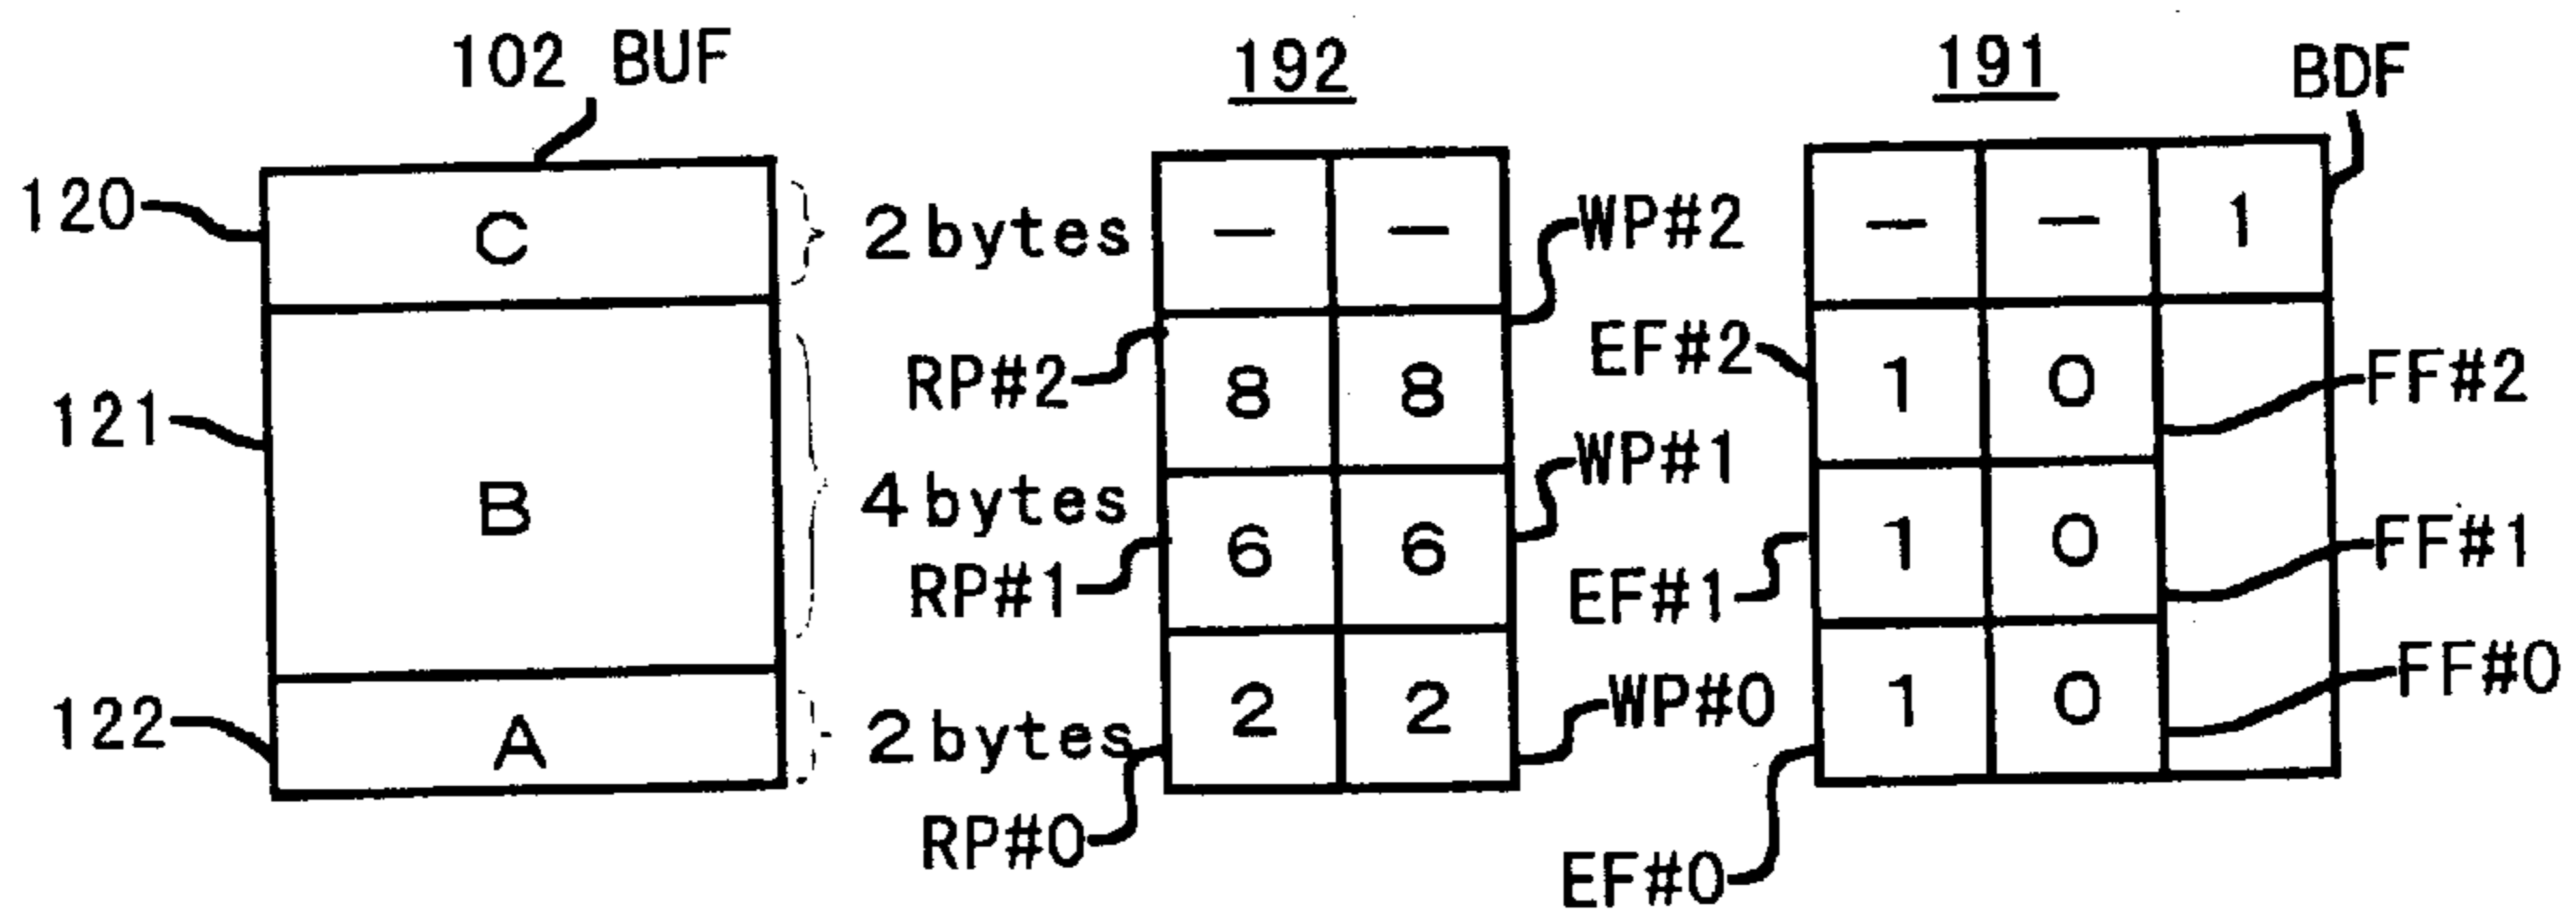 102 BUF
192
191
BDF
120
C
2 bytes
— —
WP#2
— — 1
RP#2
8 8
EF#2
1 0
FF#2
121
B
4 bytes
WP#1
RP#1
6 6
EF#1
1 0
FF#1
122
A
2 bytes
RP#0
2 2
WP#0
1 0
FF#0
EF#0